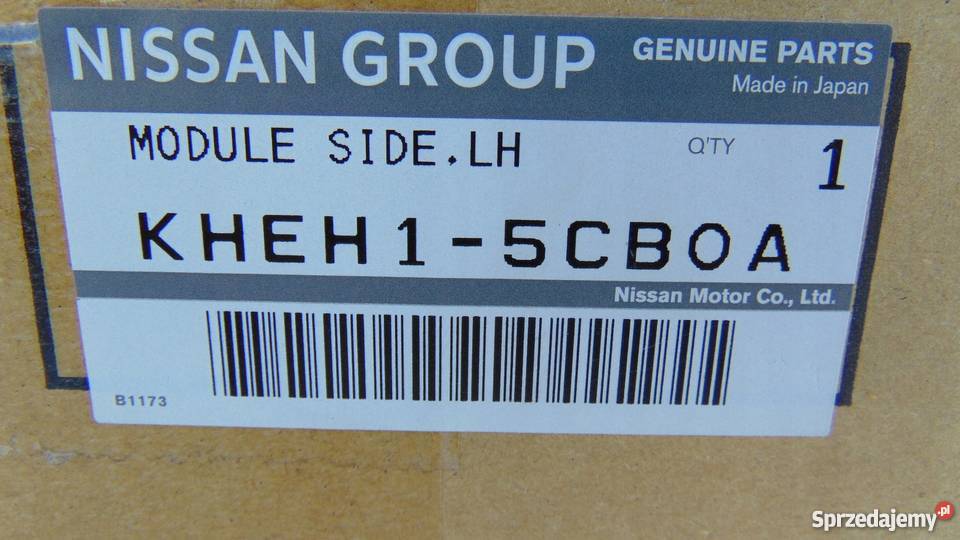 NISSAN GROUP
GENUINE PARTS
Made in Japan
MODULE SIDE.LH
Q'TY 1
KHEH1-5CB0A
Nissan Motor Co., Ltd.
B1173
Sprzedajemy.pl